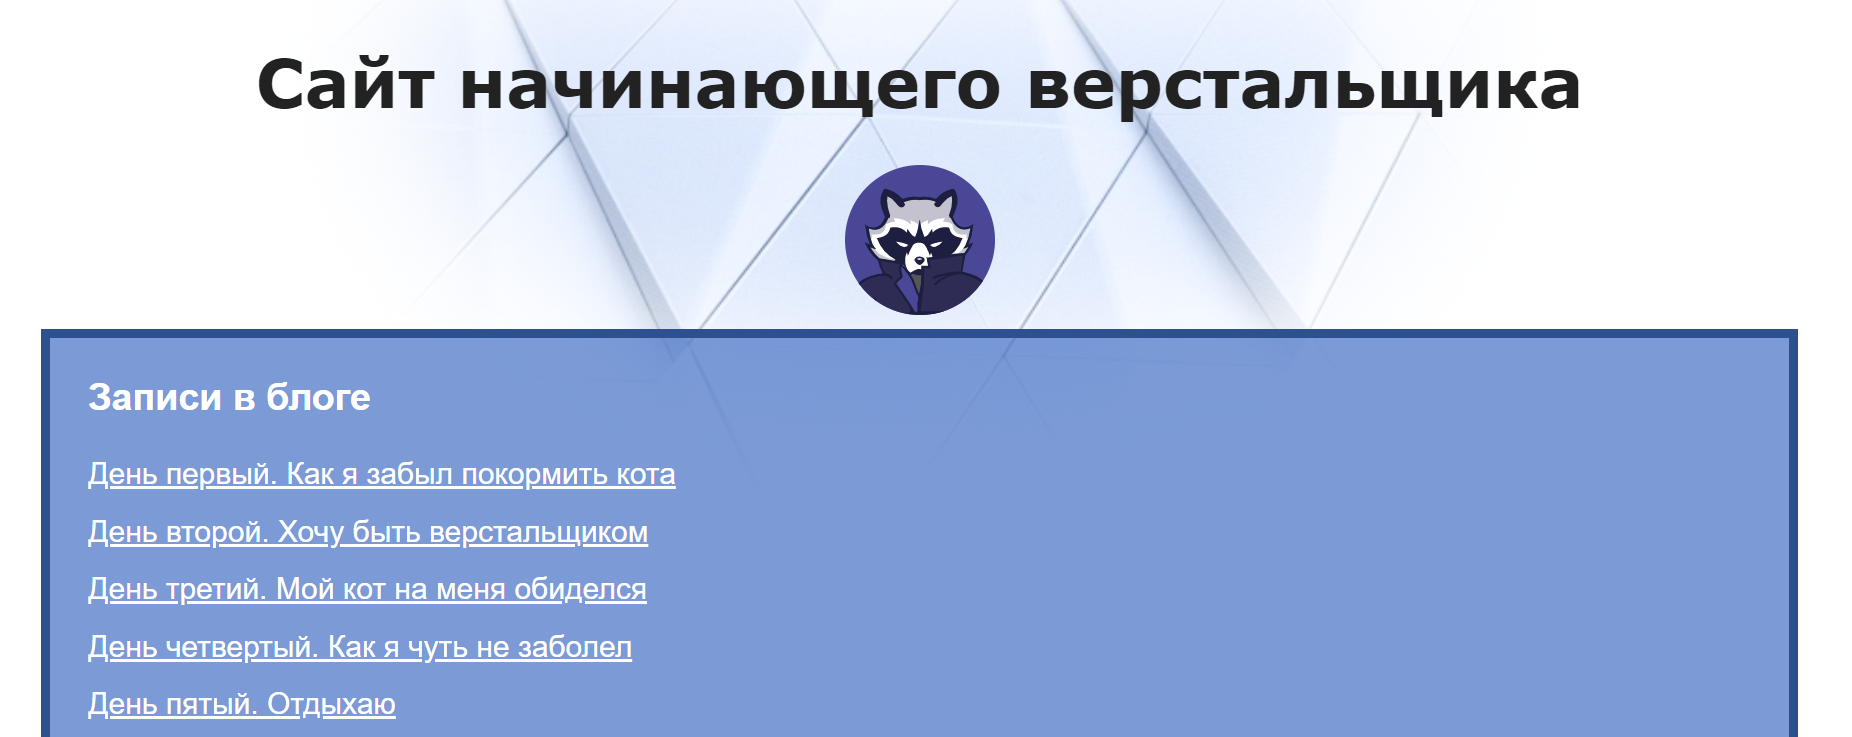 Сайт начинающего верстальщика
Записи в блоге
День первый. Как я забыл покормить кота
День второй. Хочу быть верстальщиком
День третий. Мой кот на меня обиделся
День четвертый. Как я чуть не заболел
День пятый. Отдыхаю